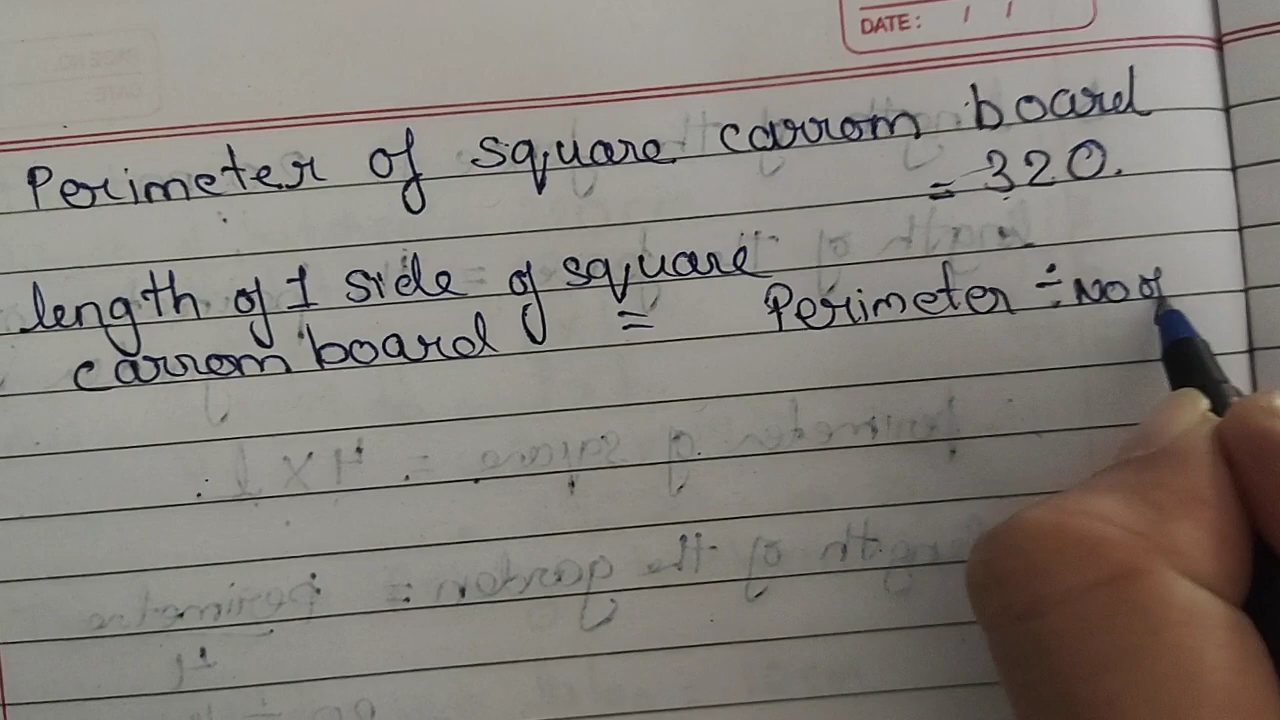 DATE: / /
Perimeter of square carrom board
= 320.
length of 1 side of square
carrom board = Perimeter ÷ No of